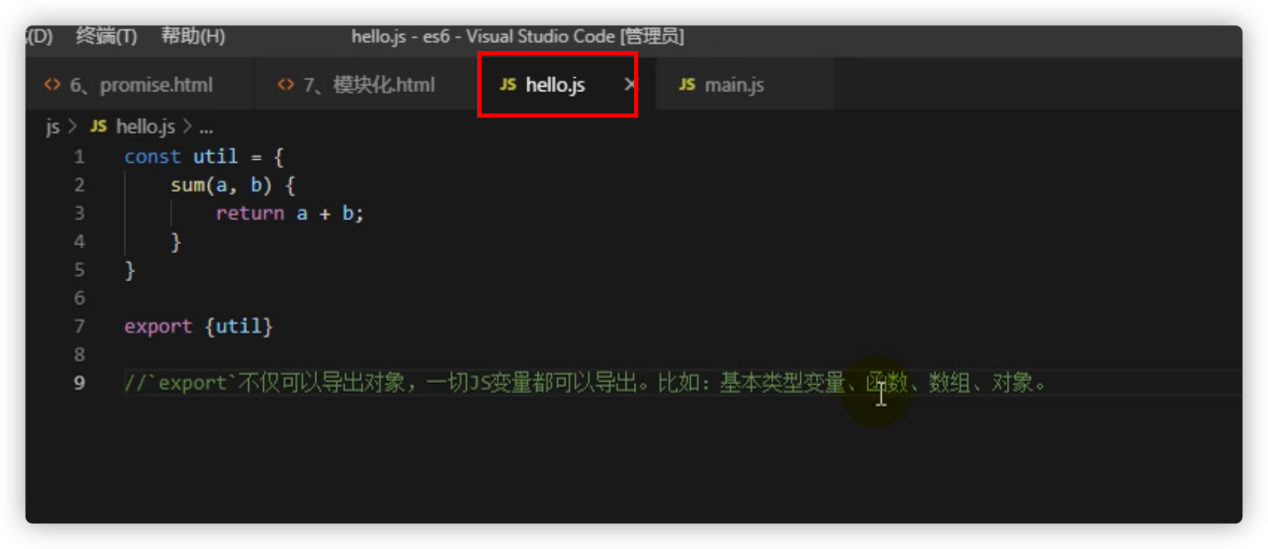 (D) 终端(T) 帮助(H) hello.js - es6 - Visual Studio Code [管理员]
<> 6、promise.html <> 7、模块化.html JS hello.js × JS main.js
js > JS hello.js > ...
1 const util = {
2 sum(a, b) {
3 return a + b;
4 }
5 }
6
7 export {util}
8
9 //`export`不仅可以导出对象，一切JS变量都可以导出。比如：基本类型变量、函数、数组、对象。